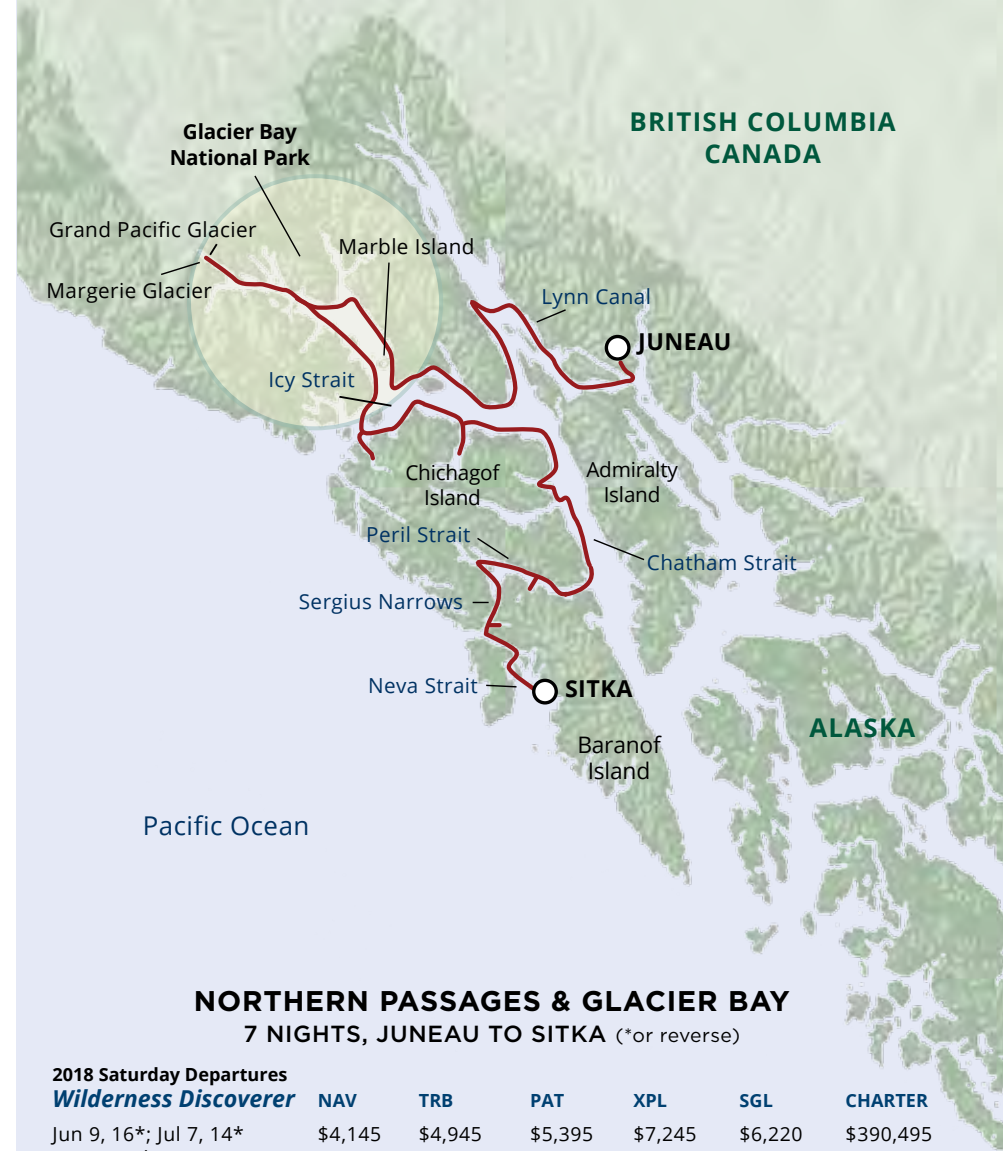 BRITISH COLUMBIA
CANADA
Glacier Bay
National Park
Grand Pacific Glacier
Marble Island
Margerie Glacier
Lynn Canal
JUNEAU
Icy Strait
Chichagof
Island
Admiralty
Island
Peril Strait
Chatham Strait
Sergius Narrows
Neva Strait
SITKA
ALASKA
Baranof
Island
Pacific Ocean
NORTHERN PASSAGES & GLACIER BAY
7 NIGHTS, JUNEAU TO SITKA (*or reverse)
2018 Saturday Departures
Wilderness Discoverer NAV TRB PAT XPL SGL CHARTER
Jun 9, 16*; Jul 7, 14* $4,145 $4,945 $5,395 $7,245 $6,220 $390,495